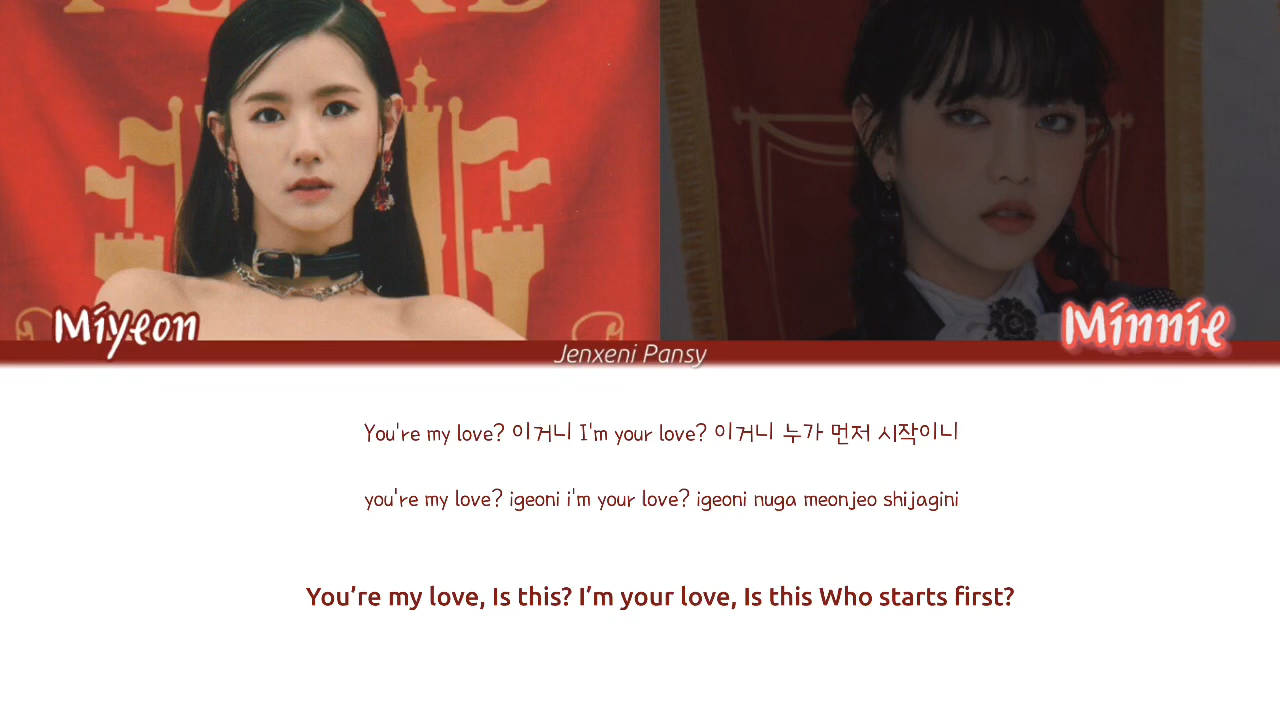 Miyeon
Minnie
Jenxeni Pansy
You're my love? 이거니 I'm your love? 이거니 누가 먼저 시작이니
you're my love? igeoni i'm your love? igeoni nuga meonjeo shijagini
You’re my love, Is this? I’m your love, Is this Who starts first?